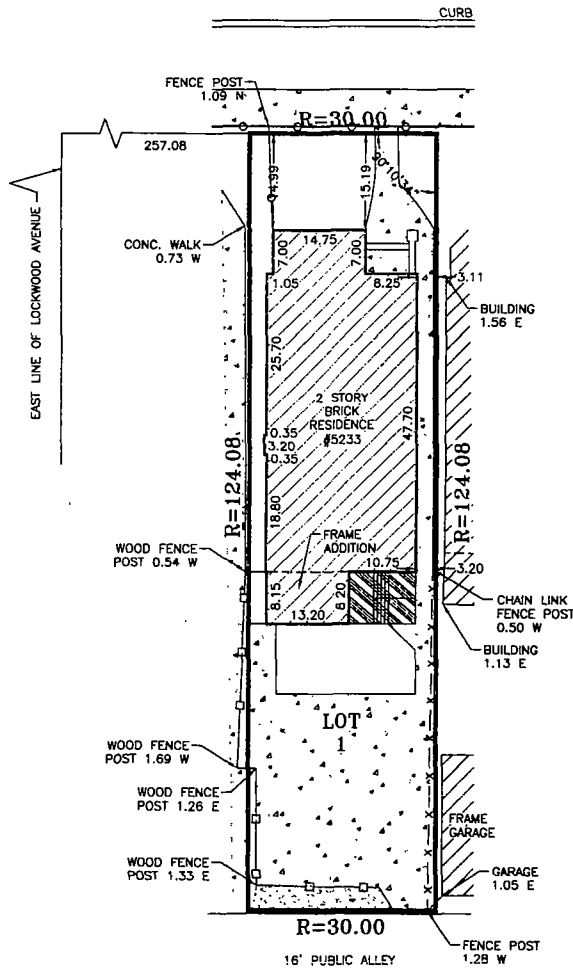 CURB
FENCE POST
1.09 N
R=30.00
257.08
14.99
15.19
90°10'34"
EAST LINE OF LOCKWOOD AVENUE
CONC. WALK
0.73 W
14.75
7.00
7.00
1.05
8.25
3.11
BUILDING
1.56 E
25.70
2 STORY
BRICK
RESIDENCE
#5233
47.70
0.35
3.20
0.35
R=124.08
R=124.08
18.80
WOOD FENCE
POST 0.54 W
FRAME
ADDITION
10.75
3.20
8.15
8.20
13.20
CHAIN LINK
FENCE POST
0.50 W
BUILDING
1.13 E
LOT
1
WOOD FENCE
POST 1.69 W
WOOD FENCE
POST 1.26 E
FRAME
GARAGE
WOOD FENCE
POST 1.33 E
GARAGE
1.05 E
R=30.00
16' PUBLIC ALLEY
FENCE POST
1.28 W